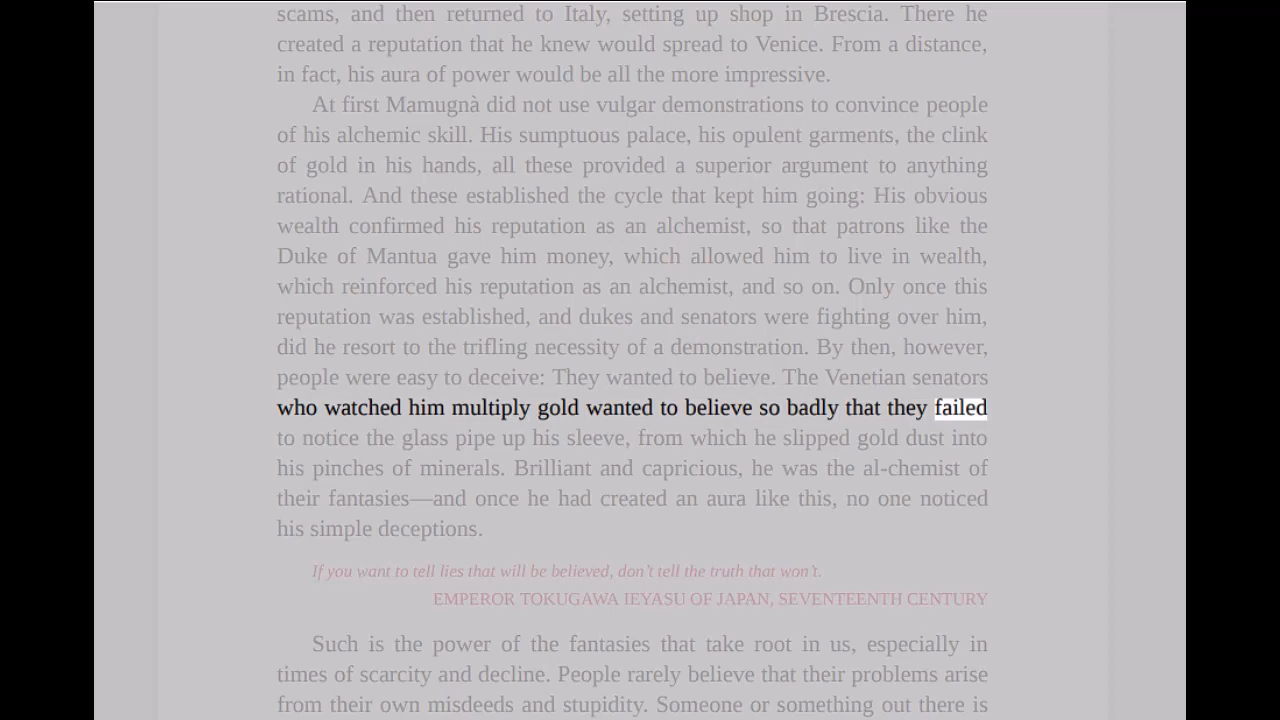 scams, and then returned to Italy, setting up shop in Brescia. There he
created a reputation that he knew would spread to Venice. From a distance,
in fact, his aura of power would be all the more impressive.
At first Mamugnà did not use vulgar demonstrations to convince people
of his alchemic skill. His sumptuous palace, his opulent garments, the clink
of gold in his hands, all these provided a superior argument to anything
rational. And these established the cycle that kept him going: His obvious
wealth confirmed his reputation as an alchemist, so that patrons like the
Duke of Mantua gave him money, which allowed him to live in wealth,
which reinforced his reputation as an alchemist, and so on. Only once this
reputation was established, and dukes and senators were fighting over him,
did he resort to the trifling necessity of a demonstration. By then, however,
people were easy to deceive: They wanted to believe. The Venetian senators
who watched him multiply gold wanted to believe so badly that they failed
to notice the glass pipe up his sleeve, from which he slipped gold dust into
his pinches of minerals. Brilliant and capricious, he was the al-chemist of
their fantasies—and once he had created an aura like this, no one noticed
his simple deceptions.
If you want to tell lies that will be believed, don't tell the truth that won't.
EMPEROR TOKUGAWA IEYASU OF JAPAN, SEVENTEENTH CENTURY
Such is the power of the fantasies that take root in us, especially in
times of scarcity and decline. People rarely believe that their problems arise
from their own misdeeds and stupidity. Someone or something out there is